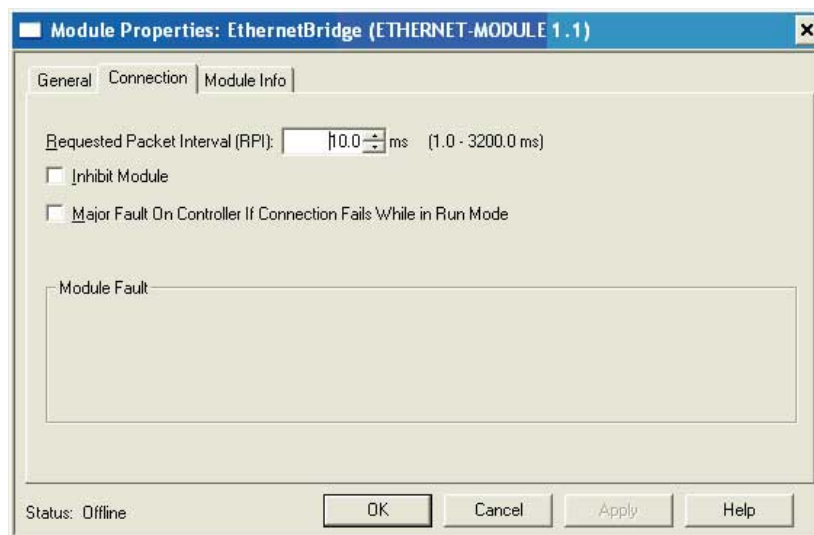 Module Properties: EthernetBridge (ETHERNET-MODULE 1.1)
General Connection Module Info
Requested Packet Interval (RPI): 10.0 ms (1.0 - 3200.0 ms)
Inhibit Module
Major Fault On Controller If Connection Fails While in Run Mode
Module Fault
Status: Offline OK Cancel Apply Help